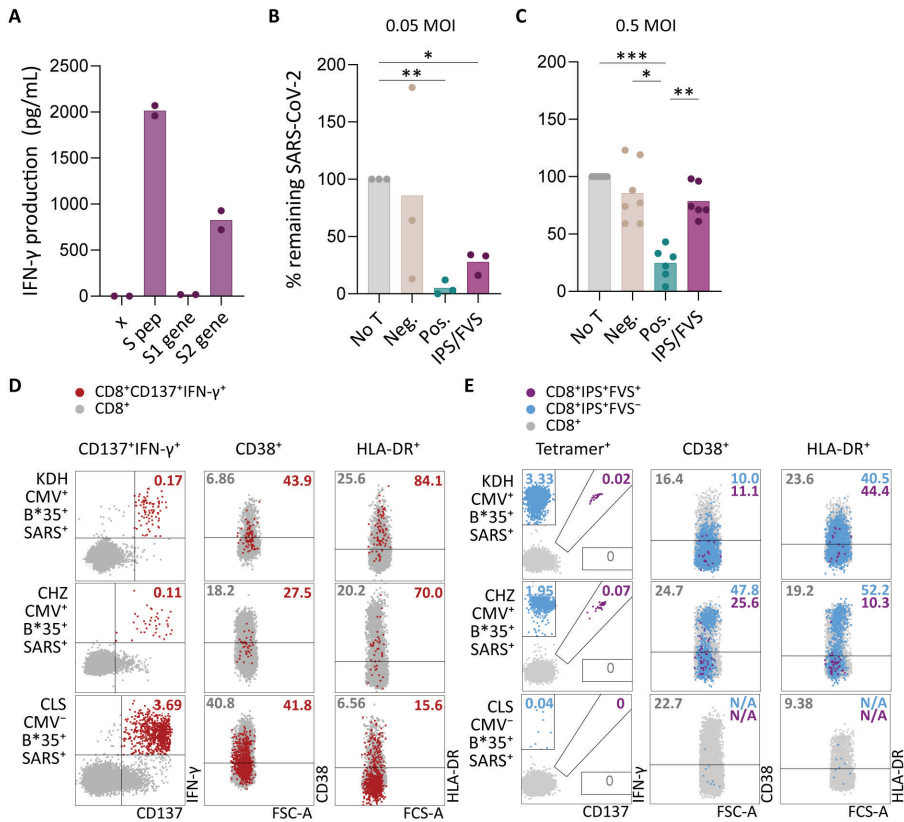 A
IFN-γ production (pg/mL)
2500
2000
1500
1000
500
0
x
S pep
S1 gene
S2 gene
B
0.05 MOI
% remaining SARS-CoV-2
200
150
100
50
0
*
**
No T
Neg.
Pos.
IPS/FVS
C
0.5 MOI
200
150
100
50
0
***
*
**
No T
Neg.
Pos.
IPS/FVS
D
CD8⁺CD137⁺IFN-γ⁺
CD8⁺
CD137⁺IFN-γ⁺ CD38⁺ HLA-DR⁺
KDH
CMV⁺
B*35⁺
SARS⁺
0.17
6.86 43.9
25.6 84.1
CHZ
CMV⁺
B*35⁺
SARS⁺
0.11
18.2 27.5
20.2 70.0
CLS
CMV⁻
B*35⁺
SARS⁺
3.69
40.8 41.8
6.56 15.6
IFN-γ
CD38
HLA-DR
CD137 FSC-A FCS-A
E
CD8⁺IPS⁺FVS⁺
CD8⁺IPS⁺FVS⁻
CD8⁺
Tetramer⁺ CD38⁺ HLA-DR⁺
KDH
CMV⁺
B*35⁺
SARS⁺
3.33 0.02
0
16.4 10.0
11.1
23.6 40.5
44.4
CHZ
CMV⁺
B*35⁺
SARS⁺
1.95 0.07
0
24.7 47.8
25.6
19.2 52.2
10.3
CLS
CMV⁻
B*35⁺
SARS⁺
0.04 0
0
22.7 N/A
N/A
9.38 N/A
N/A
IFN-γ
CD38
HLA-DR
CD137 FSC-A FCS-A